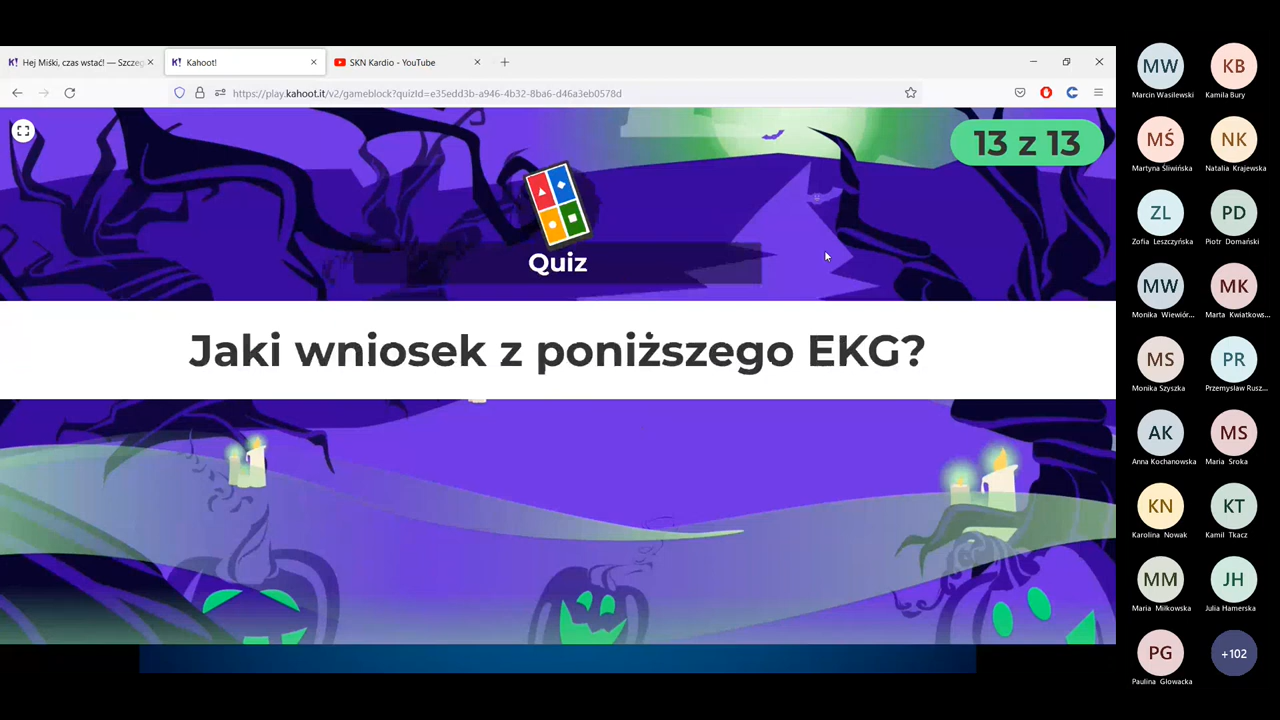 Hej Miśki, czas wstać! — Szczeg
Kahoot!
SKN Kardio - YouTube
https://play.kahoot.it/v2/gameblock?quizId=e35edd3b-a946-4b32-8ba6-d46a3eb0578d
13 z 13
Quiz
Jaki wniosek z poniższego EKG?
MW
KB
Marcin Wasilewski
Kamila Bury
MŚ
NK
Martyna Śliwińska
Natalia Krajewska
ZL
PD
Zofia Leszczyńska
Piotr Domański
MW
MK
Monika Wiewiór...
Marta Kwiatkows...
MS
PR
Monika Szyszka
Przemysław Rusz...
AK
MS
Anna Kochanowska
Maria Sroka
KN
KT
Karolina Nowak
Kamil Tkacz
MM
JH
Maria Miłkowska
Julia Hamerska
PG
+102
Paulina Głowacka